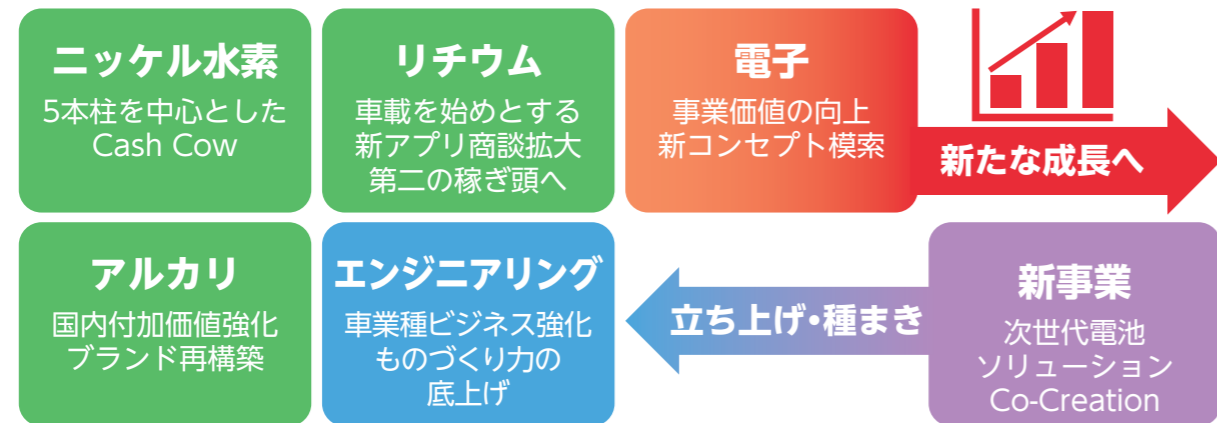 ニッケル水素
5本柱を中心とした
Cash Cow
リチウム
車載を始めとする
新アプリ商談拡大
第二の稼ぎ頭へ
電子
事業価値の向上
新コンセプト模索
新たな成長へ
アルカリ
国内付加価値強化
ブランド再構築
エンジニアリング
車業種ビジネス強化
ものづくり力の
底上げ
立ち上げ・種まき
新事業
次世代電池
ソリューション
Co-Creation